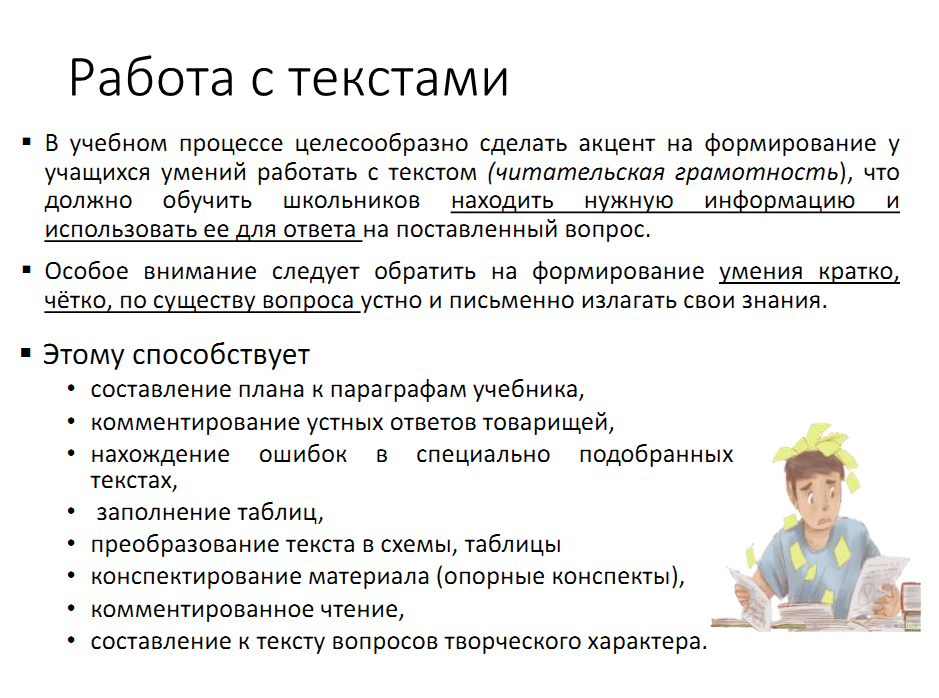 Работа с текстами
▪ В учебном процессе целесообразно сделать акцент на формирование у
учащихся умений работать с текстом (читательская грамотность), что
должно обучить школьников находить нужную информацию и
использовать ее для ответа на поставленный вопрос.
▪ Особое внимание следует обратить на формирование умения кратко,
чётко, по существу вопроса устно и письменно излагать свои знания.
▪ Этому способствует
• составление плана к параграфам учебника,
• комментирование устных ответов товарищей,
• нахождение ошибок в специально подобранных
текстах,
• заполнение таблиц,
• преобразование текста в схемы, таблицы
• конспектирование материала (опорные конспекты),
• комментированное чтение,
• составление к тексту вопросов творческого характера.